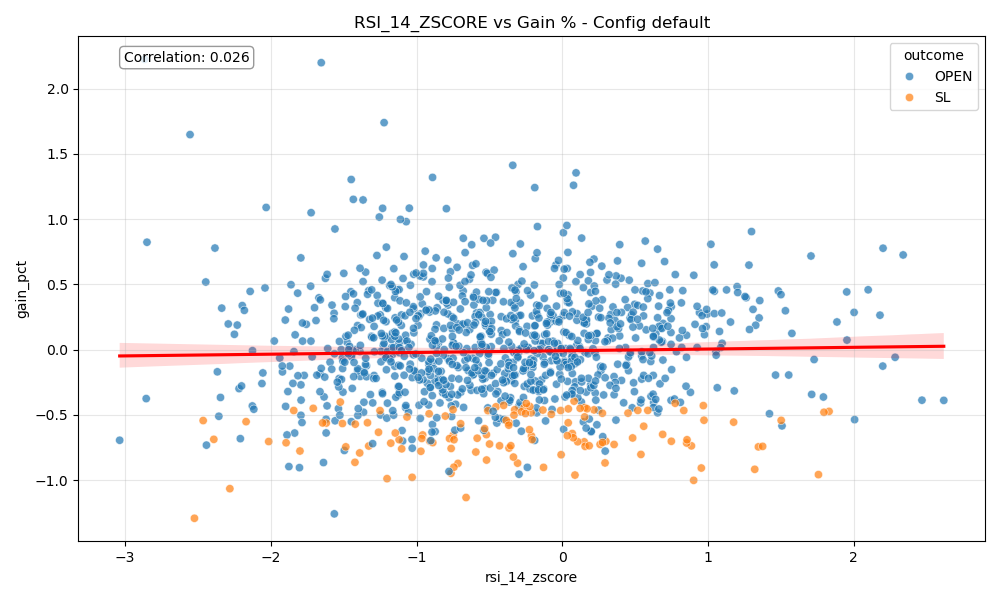 RSI_14_ZSCORE vs Gain % - Config default
Correlation: 0.026
outcome
OPEN
SL
2.0
1.5
1.0
0.5
0.0
−0.5
−1.0
gain_pct
−3
−2
−1
0
1
2
rsi_14_zscore